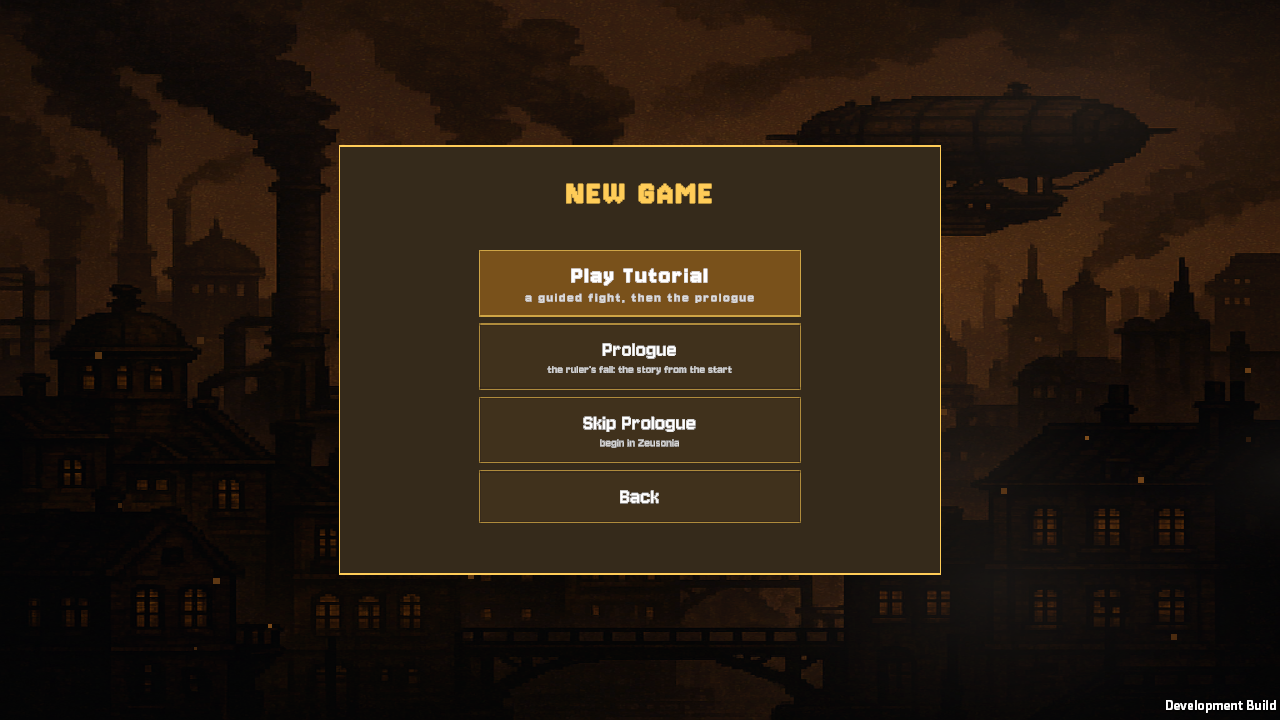 NEW GAME
Play Tutorial
a guided fight, then the prologue
Prologue
the ruler's fall: the story from the start
Skip Prologue
begin in Zeusonia
Back
Development Build